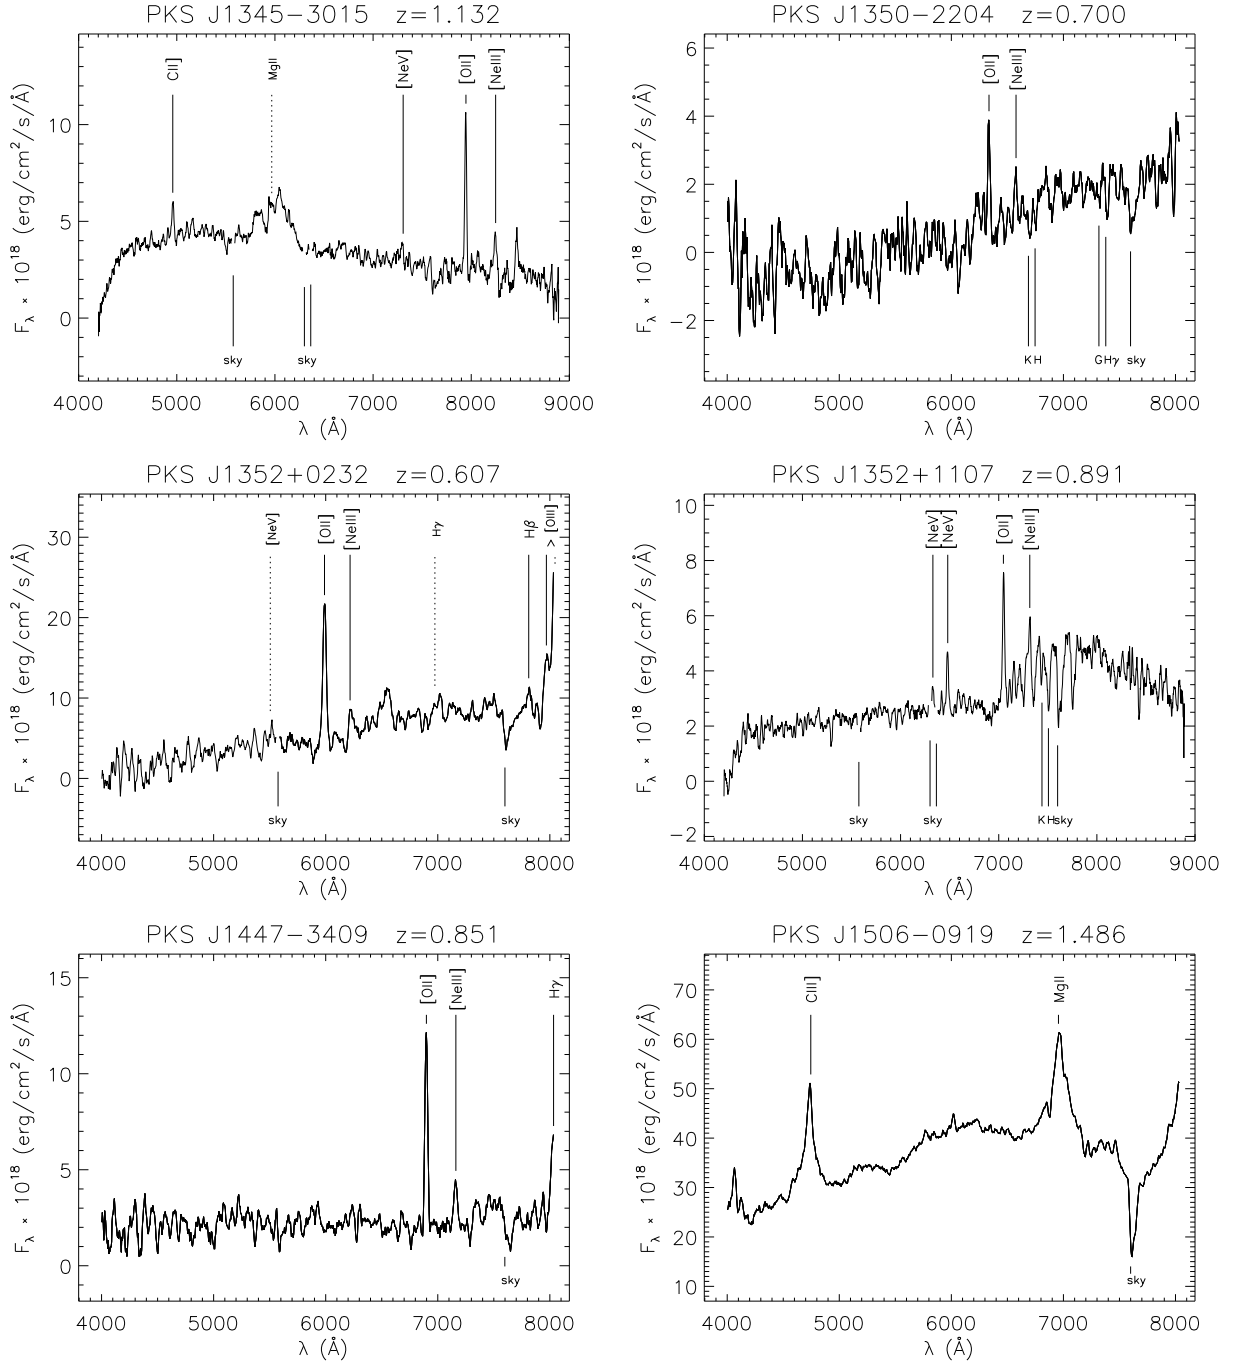 PKS J1345−3015 z=1.132
CII]
MgII
[NeV]
[OII]
[NeIII]
F_λ × 10^18 (erg/cm²/s/Å)
10
5
0
sky
sky
4000 5000 6000 7000 8000 9000
λ (Å)
PKS J1350−2204 z=0.700
[OII]
[NeIII]
F_λ × 10^18 (erg/cm²/s/Å)
6
4
2
0
−2
K H
G Hγ
sky
4000 5000 6000 7000 8000
λ (Å)
PKS J1352+0232 z=0.607
[NeV]
[OII]
[NeIII]
Hγ
Hβ
> [OIII]
F_λ × 10^18 (erg/cm²/s/Å)
30
20
10
0
sky
sky
4000 5000 6000 7000 8000
λ (Å)
PKS J1352+1107 z=0.891
[NeV]
[NeV]
[OII]
[NeIII]
F_λ × 10^18 (erg/cm²/s/Å)
10
8
6
4
2
0
−2
sky
sky
K H sky
4000 5000 6000 7000 8000 9000
λ (Å)
PKS J1447−3409 z=0.851
[OII]
[NeIII]
Hγ
F_λ × 10^18 (erg/cm²/s/Å)
15
10
5
0
sky
4000 5000 6000 7000 8000
λ (Å)
PKS J1506−0919 z=1.486
CIII]
MgII
F_λ × 10^18 (erg/cm²/s/Å)
70
60
50
40
30
20
10
sky
4000 5000 6000 7000 8000
λ (Å)